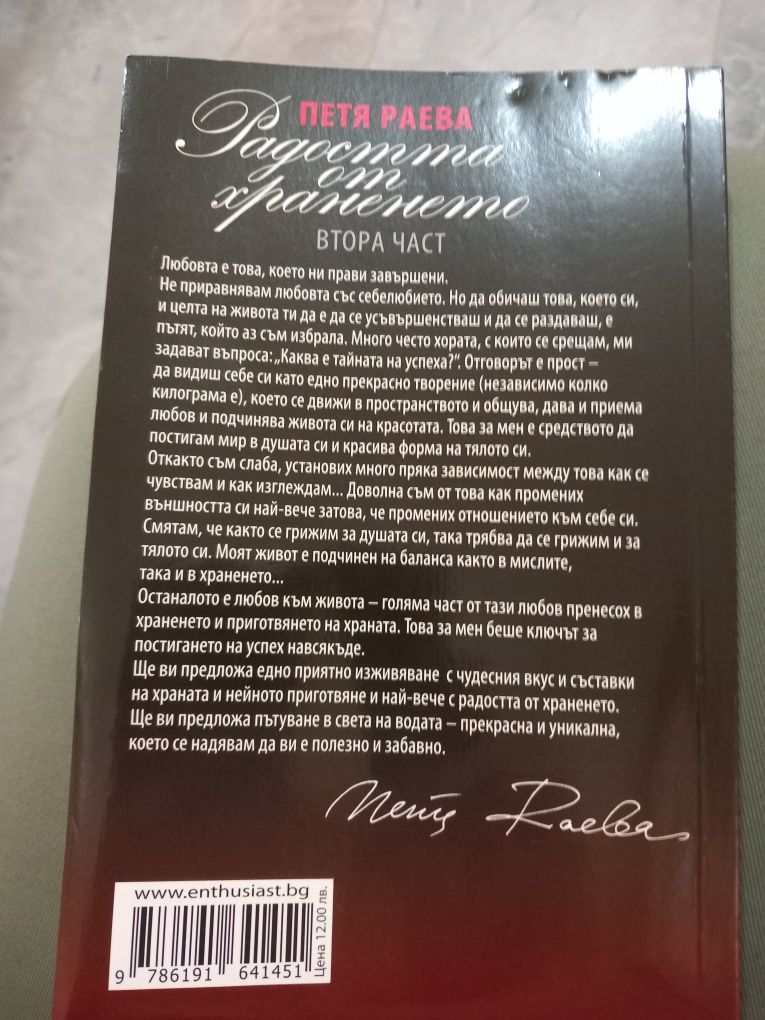 ПЕТЯ РАЕВА
Радостта
от
храненето
ВТОРА ЧАСТ
Любовта е това, което ни прави завършени.
Не приравнявам любовта със себелюбието. Но да обичаш това, което си,
и целта на живота ти да е да се усъвършенстваш и да се раздаваш, е
пътят, който аз съм избрала. Много често хората, с които се срещам, ми
задават въпроса: „Каква е тайната на успеха?“. Отговорът е прост –
да видиш себе си като едно прекрасно творение (независимо колко
килограма е), което се движи в пространството и общува, дава и приема
любов и подчинява живота си на красотата. Това за мен е средството да
постигам мир в душата си и красива форма на тялото си.
Откакто съм слаба, установих много пряка зависимост между това как се
чувствам и как изглеждам... Доволна съм от това как промених
външността си най-вече затова, че промених отношението към себе си.
Смятам, че както се грижим за душата си, така трябва да се грижим и за
тялото си. Моят живот е подчинен на баланса както в мислите,
така и в храненето...
Останалото е любов към живота – голяма част от тази любов пренесох в
храненето и приготвянето на храната. Това за мен беше ключът за
постигането на успех навсякъде.
Ще ви предложа едно приятно изживяване с чудесния вкус и съставки
на храната и нейното приготвяне и най-вече с радостта от храненето.
Ще ви предложа пътуване в света на водата – прекрасна и уникална,
което се надявам да ви е полезно и забавно.
Петя Раева
www.enthusiast.bg
Цена 12.00 лв.
9 786191 641451